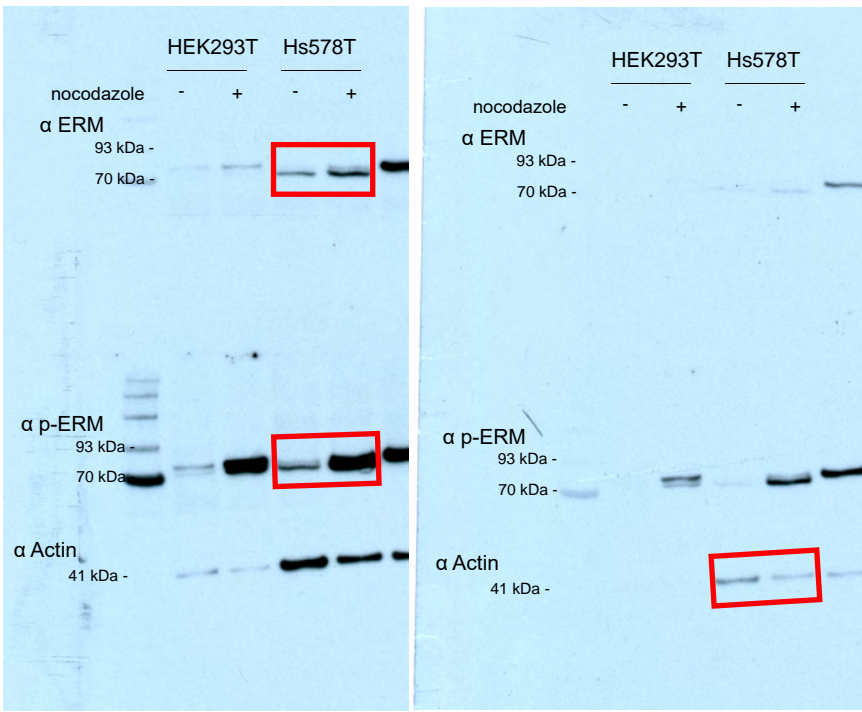 HEK293T Hs578T
nocodazole - + - +
α ERM
93 kDa -
70 kDa -
α p-ERM
93 kDa -
70 kDa -
α Actin
41 kDa -
HEK293T Hs578T
nocodazole - + - +
α ERM
93 kDa -
70 kDa -
α p-ERM
93 kDa -
70 kDa -
α Actin
41 kDa -